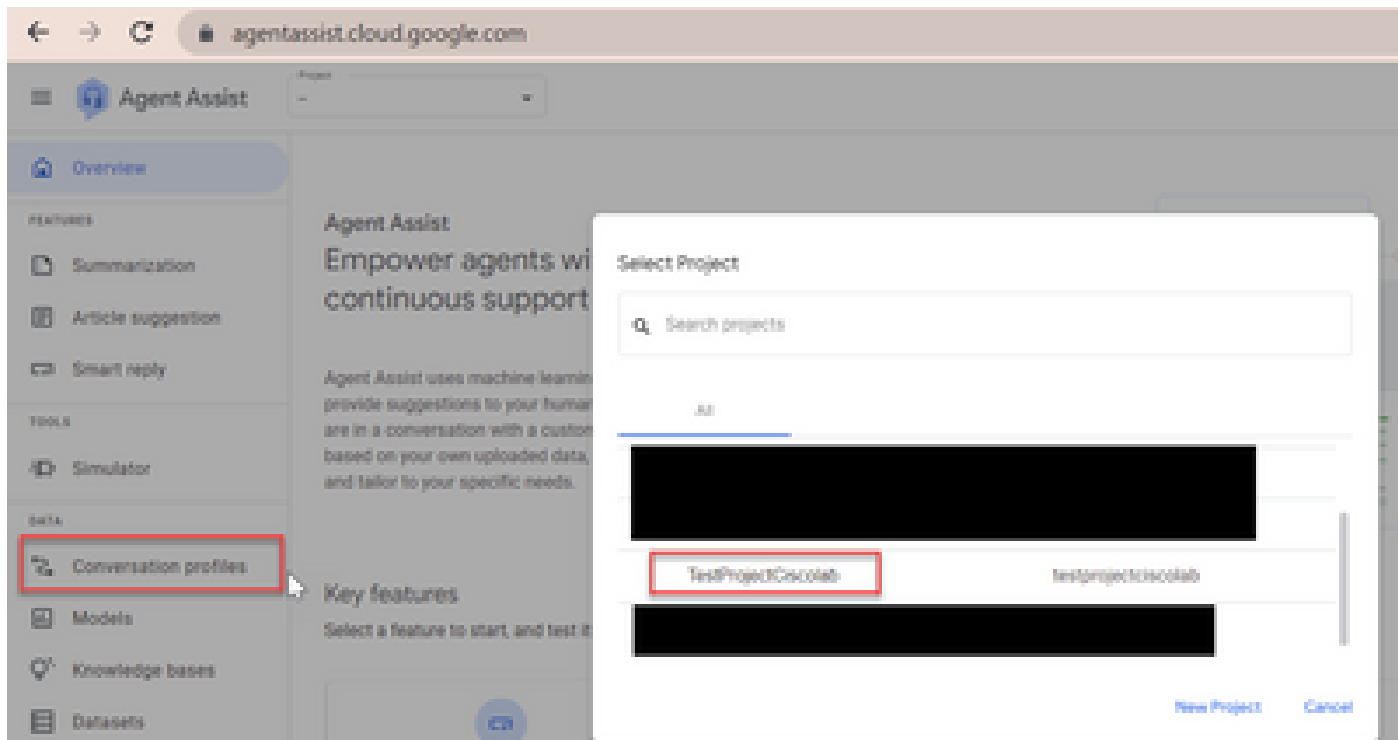 agentassist.cloud.google.com
Project
Agent Assist
-
Overview
FEATURES
Summarization
Article suggestion
Smart reply
TOOLS
Simulator
DATA
Conversation profiles
Models
Knowledge bases
Datasets
Agent Assist
Empower agents wi
continuous support
Agent Assist uses machine learnin
provide suggestions to your human
are in a conversation with a custom
based on your own uploaded data,
and tailor to your specific needs.
Key features
Select a feature to start, and test it
Select Project
Search projects
All
TestProjectCiscolab testprojectciscolab
New Project Cancel